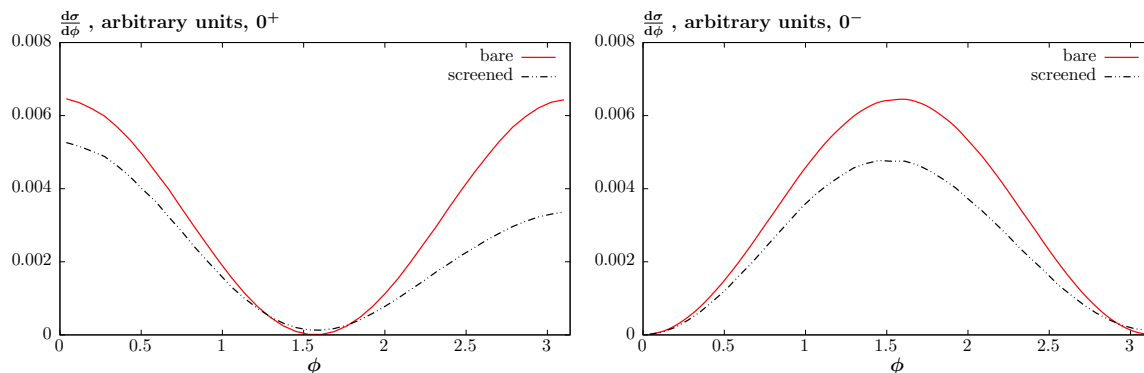 dσ/dϕ , arbitrary units, 0⁺
0.008
bare
screened
0.006
0.004
0.002
0
0 0.5 1 1.5 2 2.5 3
ϕ
dσ/dϕ , arbitrary units, 0⁻
0.008
bare
screened
0.006
0.004
0.002
0
0 0.5 1 1.5 2 2.5 3
ϕ